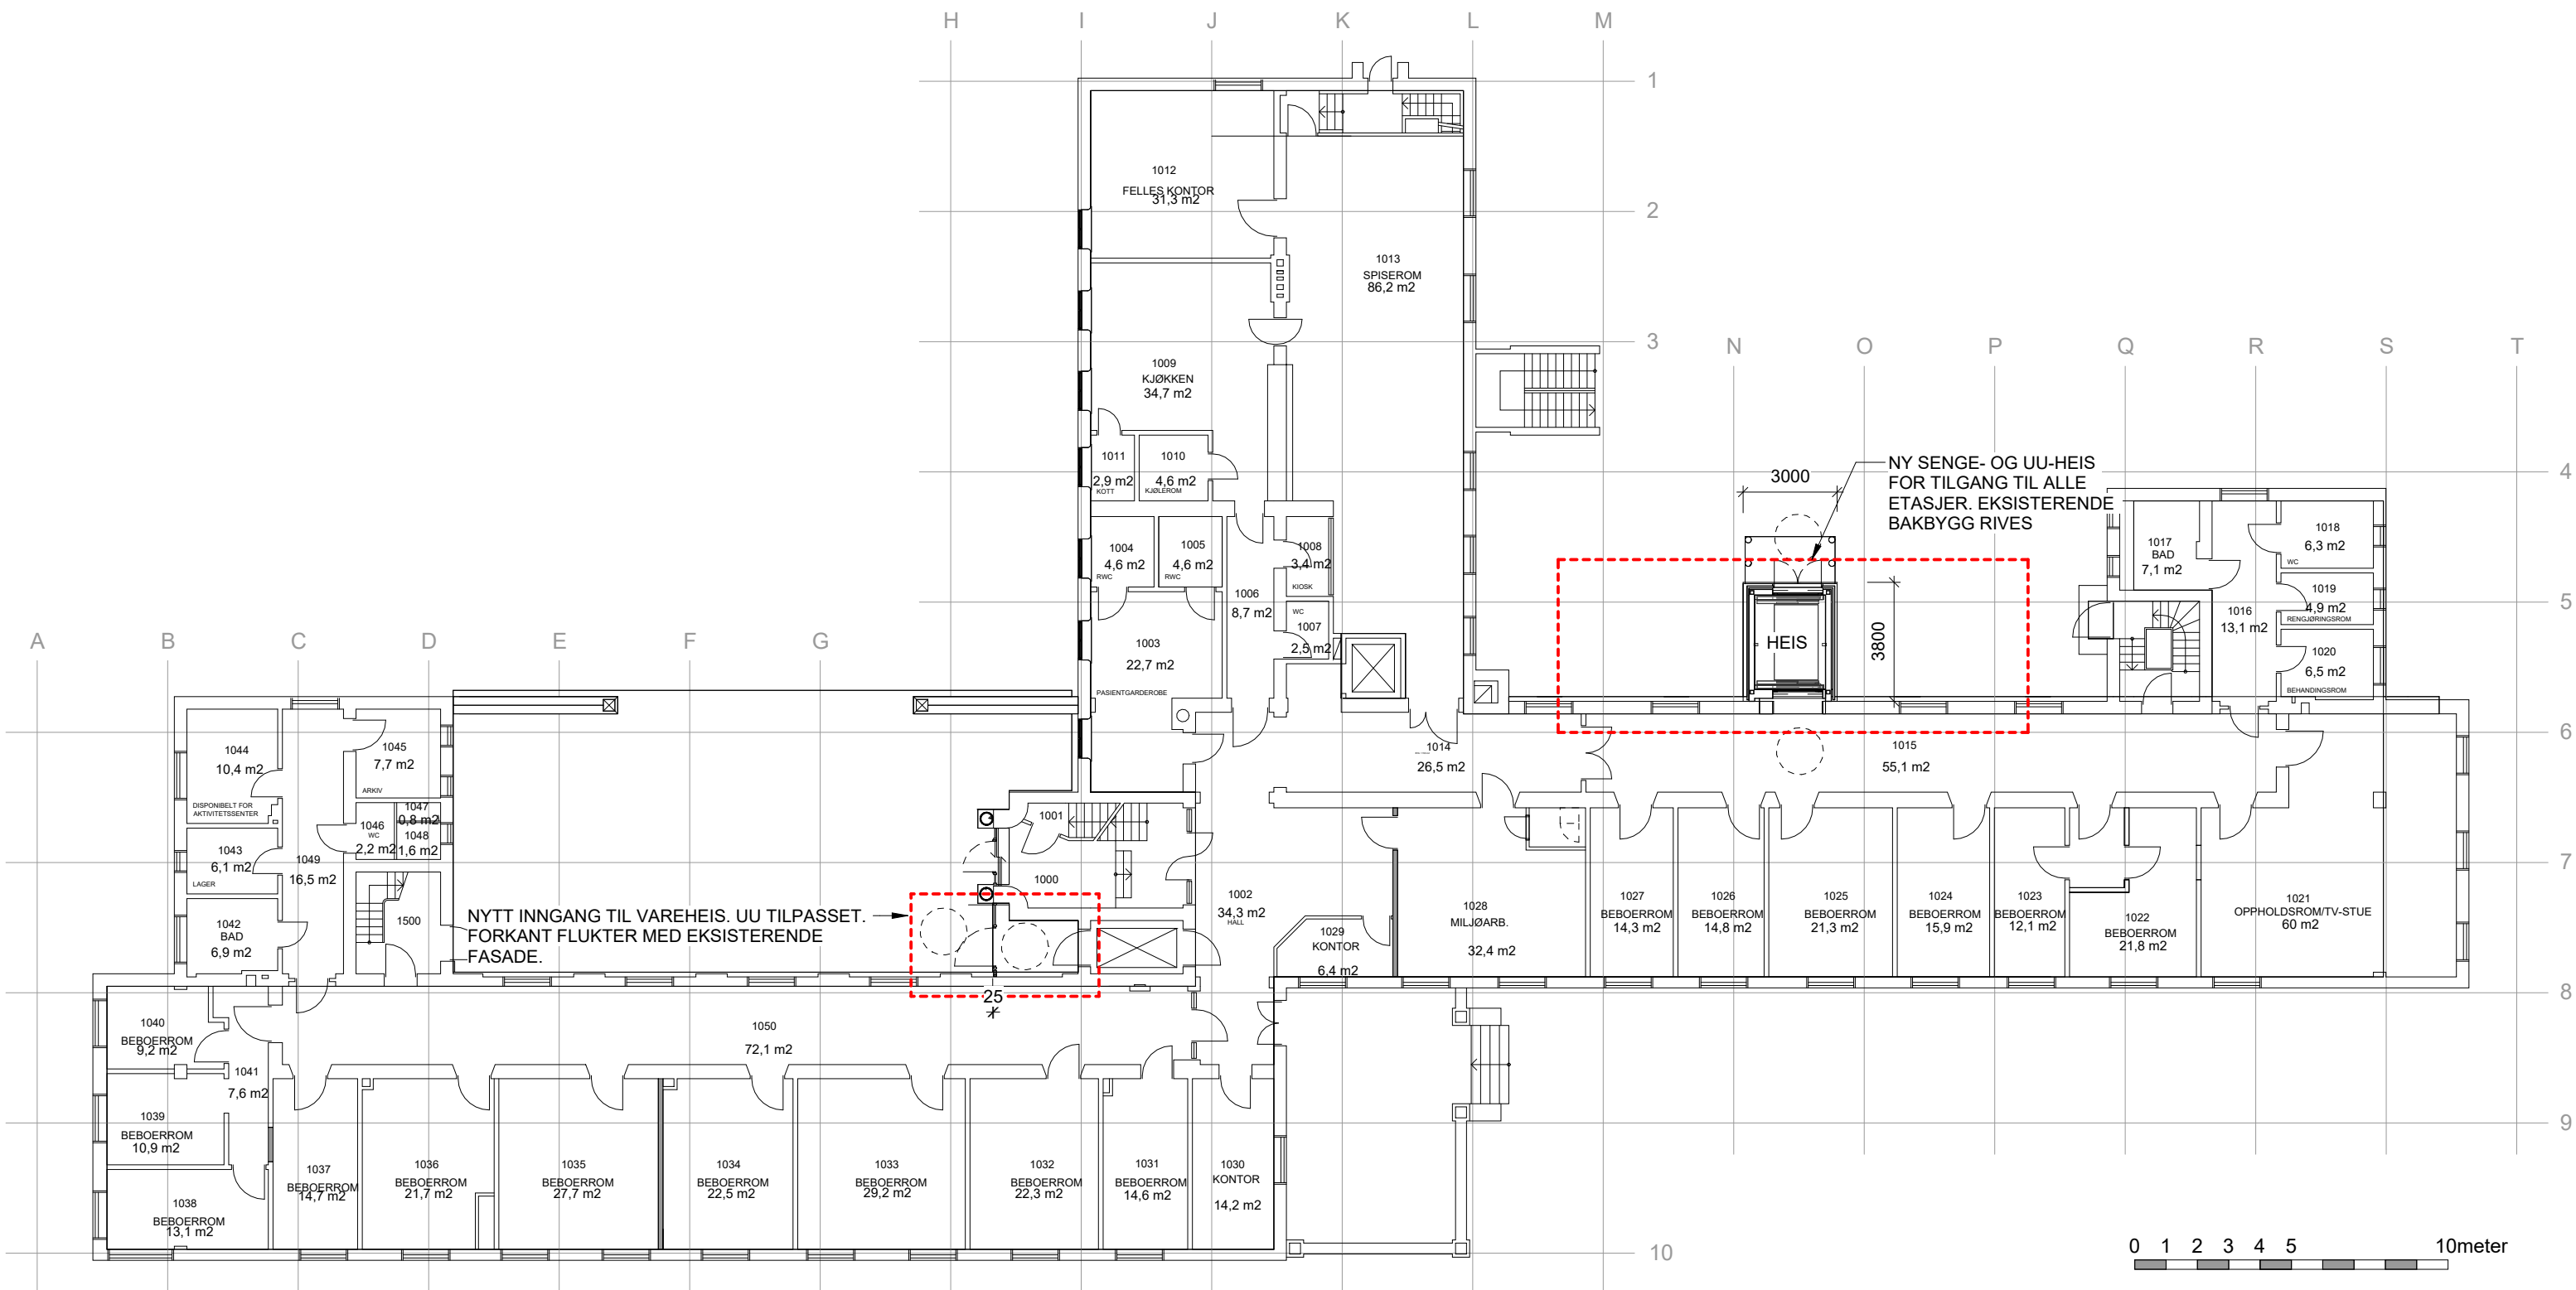 H I J K L M
1
1012
FELLES KONTOR
31,3 m2
2
1013
SPISEROM
86,2 m2
3
N O P Q R S T
1009
KJØKKEN
34,7 m2
1011
2,9 m2
KOTT
1010
4,6 m2
KJØLEROM
3000
NY SENGE- OG UU-HEIS
FOR TILGANG TIL ALLE
ETASJER. EKSISTERENDE
BAKBYGG RIVES
4
1004
4,6 m2
RWC
1005
4,6 m2
RWC
1008
3,4 m2
KIOSK
1006
8,7 m2
WC
1007
2,5 m2
1017
BAD
7,1 m2
1018
6,3 m2
WC
1019
4,9 m2
RENGJØRINGSROM
1016
13,1 m2
5
1020
6,5 m2
BEHANDINGSROM
HEIS
3800
A B C D E F G
1003
22,7 m2
PASIENTGARDEROBE
1044
10,4 m2
DISPONIBELT FOR
AKTIVITETSSENTER
1045
7,7 m2
ARKIV
1014
26,5 m2
1015
55,1 m2
6
1047
0,8 m2
1046
WC
2,2 m2
1048
1,6 m2
1001
1043
6,1 m2
LAGER
1049
16,5 m2
1000
7
1042
BAD
6,9 m2
1500
NYTT INNGANG TIL VAREHEIS. UU TILPASSET.
FORKANT FLUKTER MED EKSISTERENDE
FASADE.
1002
34,3 m2
HALL
1029
KONTOR
6,4 m2
1028
MILJØARB.
32,4 m2
1027
BEBOERROM
14,3 m2
1026
BEBOERROM
14,8 m2
1025
BEBOERROM
21,3 m2
1024
BEBOERROM
15,9 m2
1023
BEBOERROM
12,1 m2
1022
BEBOERROM
21,8 m2
1021
OPPHOLDSROM/TV-STUE
60 m2
25
8
1040
BEBOERROM
9,2 m2
1050
72,1 m2
1041
7,6 m2
1039
BEBOERROM
10,9 m2
9
1038
BEBOERROM
13,1 m2
1037
BEBOERROM
14,7 m2
1036
BEBOERROM
21,7 m2
1035
BEBOERROM
27,7 m2
1034
BEBOERROM
22,5 m2
1033
BEBOERROM
29,2 m2
1032
BEBOERROM
22,3 m2
1031
BEBOERROM
14,6 m2
1030
KONTOR
14,2 m2
10
0 1 2 3 4 5 10meter